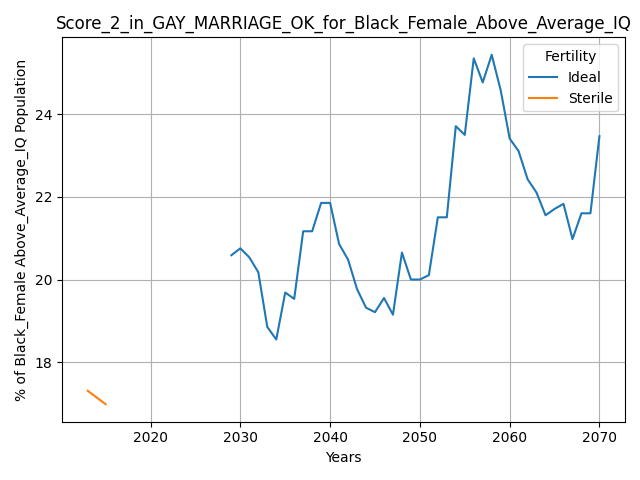 Score_2_in_GAY_MARRIAGE_OK_for_Black_Female_Above_Average_IQ
% of Black_Female Above_Average_IQ Population
Fertility
Ideal
Sterile
24
22
20
18
2020 2030 2040 2050 2060 2070
Years